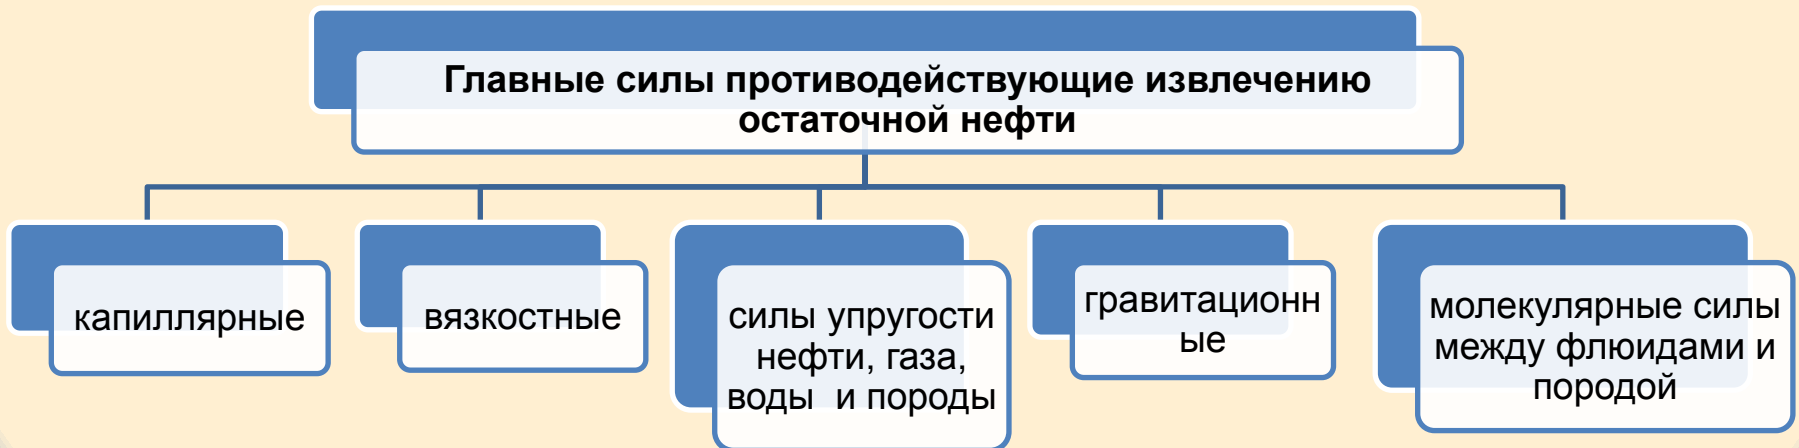 Главные силы противодействующие извлечению
остаточной нефти
капиллярные
вязкостные
силы упругости
нефти, газа,
воды и породы
гравитационн
ые
молекулярные силы
между флюидами и
породой